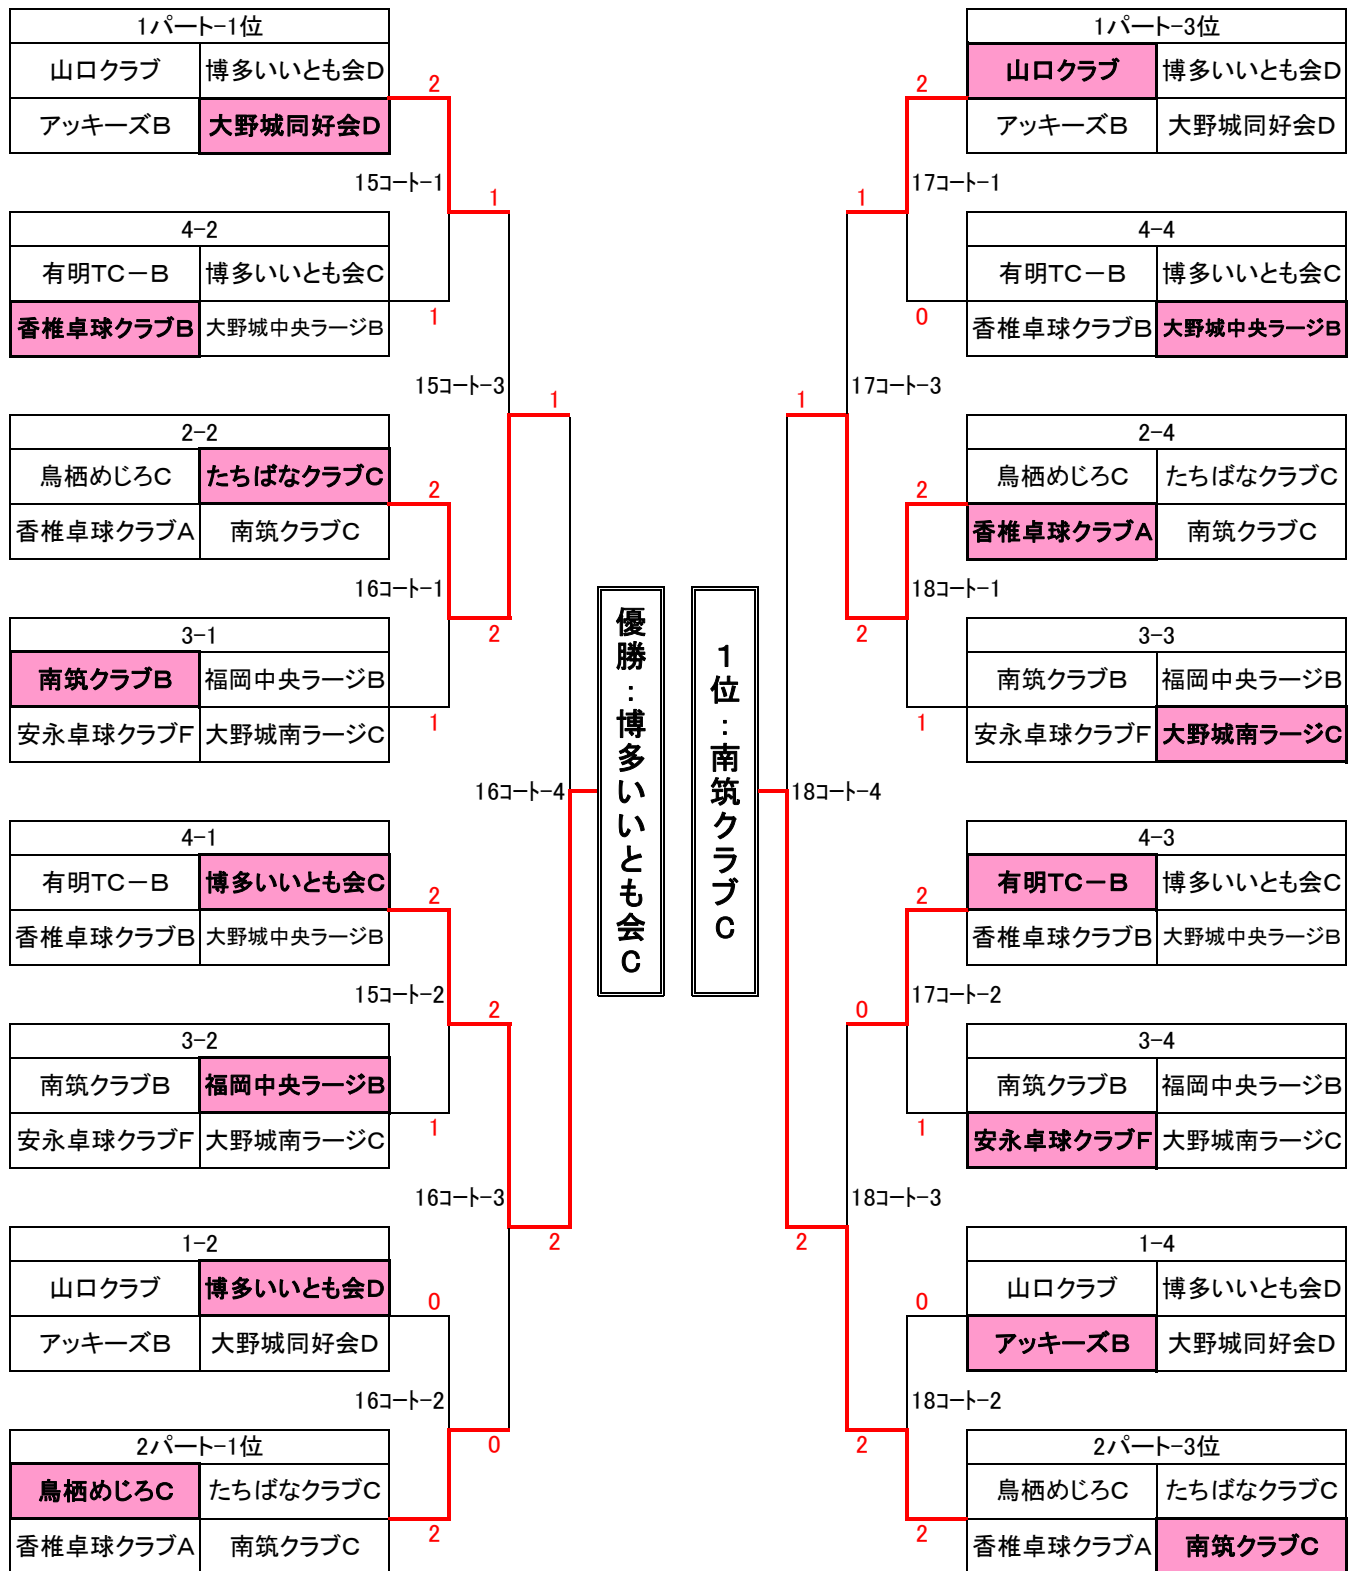 1パート-1位
山口クラブ 博多いいとも会D
アッキーズB 大野城同好会D
2
15コート-1
1
4-2
有明TC－B 博多いいとも会C
香椎卓球クラブB 大野城中央ラージB
1
15コート-3
1
2-2
鳥栖めじろC たちばなクラブC
香椎卓球クラブA 南筑クラブC
2
16コート-1
2
3-1
南筑クラブB 福岡中央ラージB
安永卓球クラブF 大野城南ラージC
1
16コート-4
4-1
有明TC－B 博多いいとも会C
香椎卓球クラブB 大野城中央ラージB
2
15コート-2
2
3-2
南筑クラブB 福岡中央ラージB
安永卓球クラブF 大野城南ラージC
1
16コート-3
2
1-2
山口クラブ 博多いいとも会D
アッキーズB 大野城同好会D
0
16コート-2
0
2パート-1位
鳥栖めじろC たちばなクラブC
香椎卓球クラブA 南筑クラブC
2
優勝：博多いいとも会C
1位：南筑クラブC
1パート-3位
山口クラブ 博多いいとも会D
アッキーズB 大野城同好会D
2
17コート-1
1
4-4
有明TC－B 博多いいとも会C
香椎卓球クラブB 大野城中央ラージB
0
17コート-3
1
2-4
鳥栖めじろC たちばなクラブC
香椎卓球クラブA 南筑クラブC
2
18コート-1
2
3-3
南筑クラブB 福岡中央ラージB
安永卓球クラブF 大野城南ラージC
1
18コート-4
4-3
有明TC－B 博多いいとも会C
香椎卓球クラブB 大野城中央ラージB
2
17コート-2
0
3-4
南筑クラブB 福岡中央ラージB
安永卓球クラブF 大野城南ラージC
1
18コート-3
2
1-4
山口クラブ 博多いいとも会D
アッキーズB 大野城同好会D
0
18コート-2
2
2パート-3位
鳥栖めじろC たちばなクラブC
香椎卓球クラブA 南筑クラブC
2